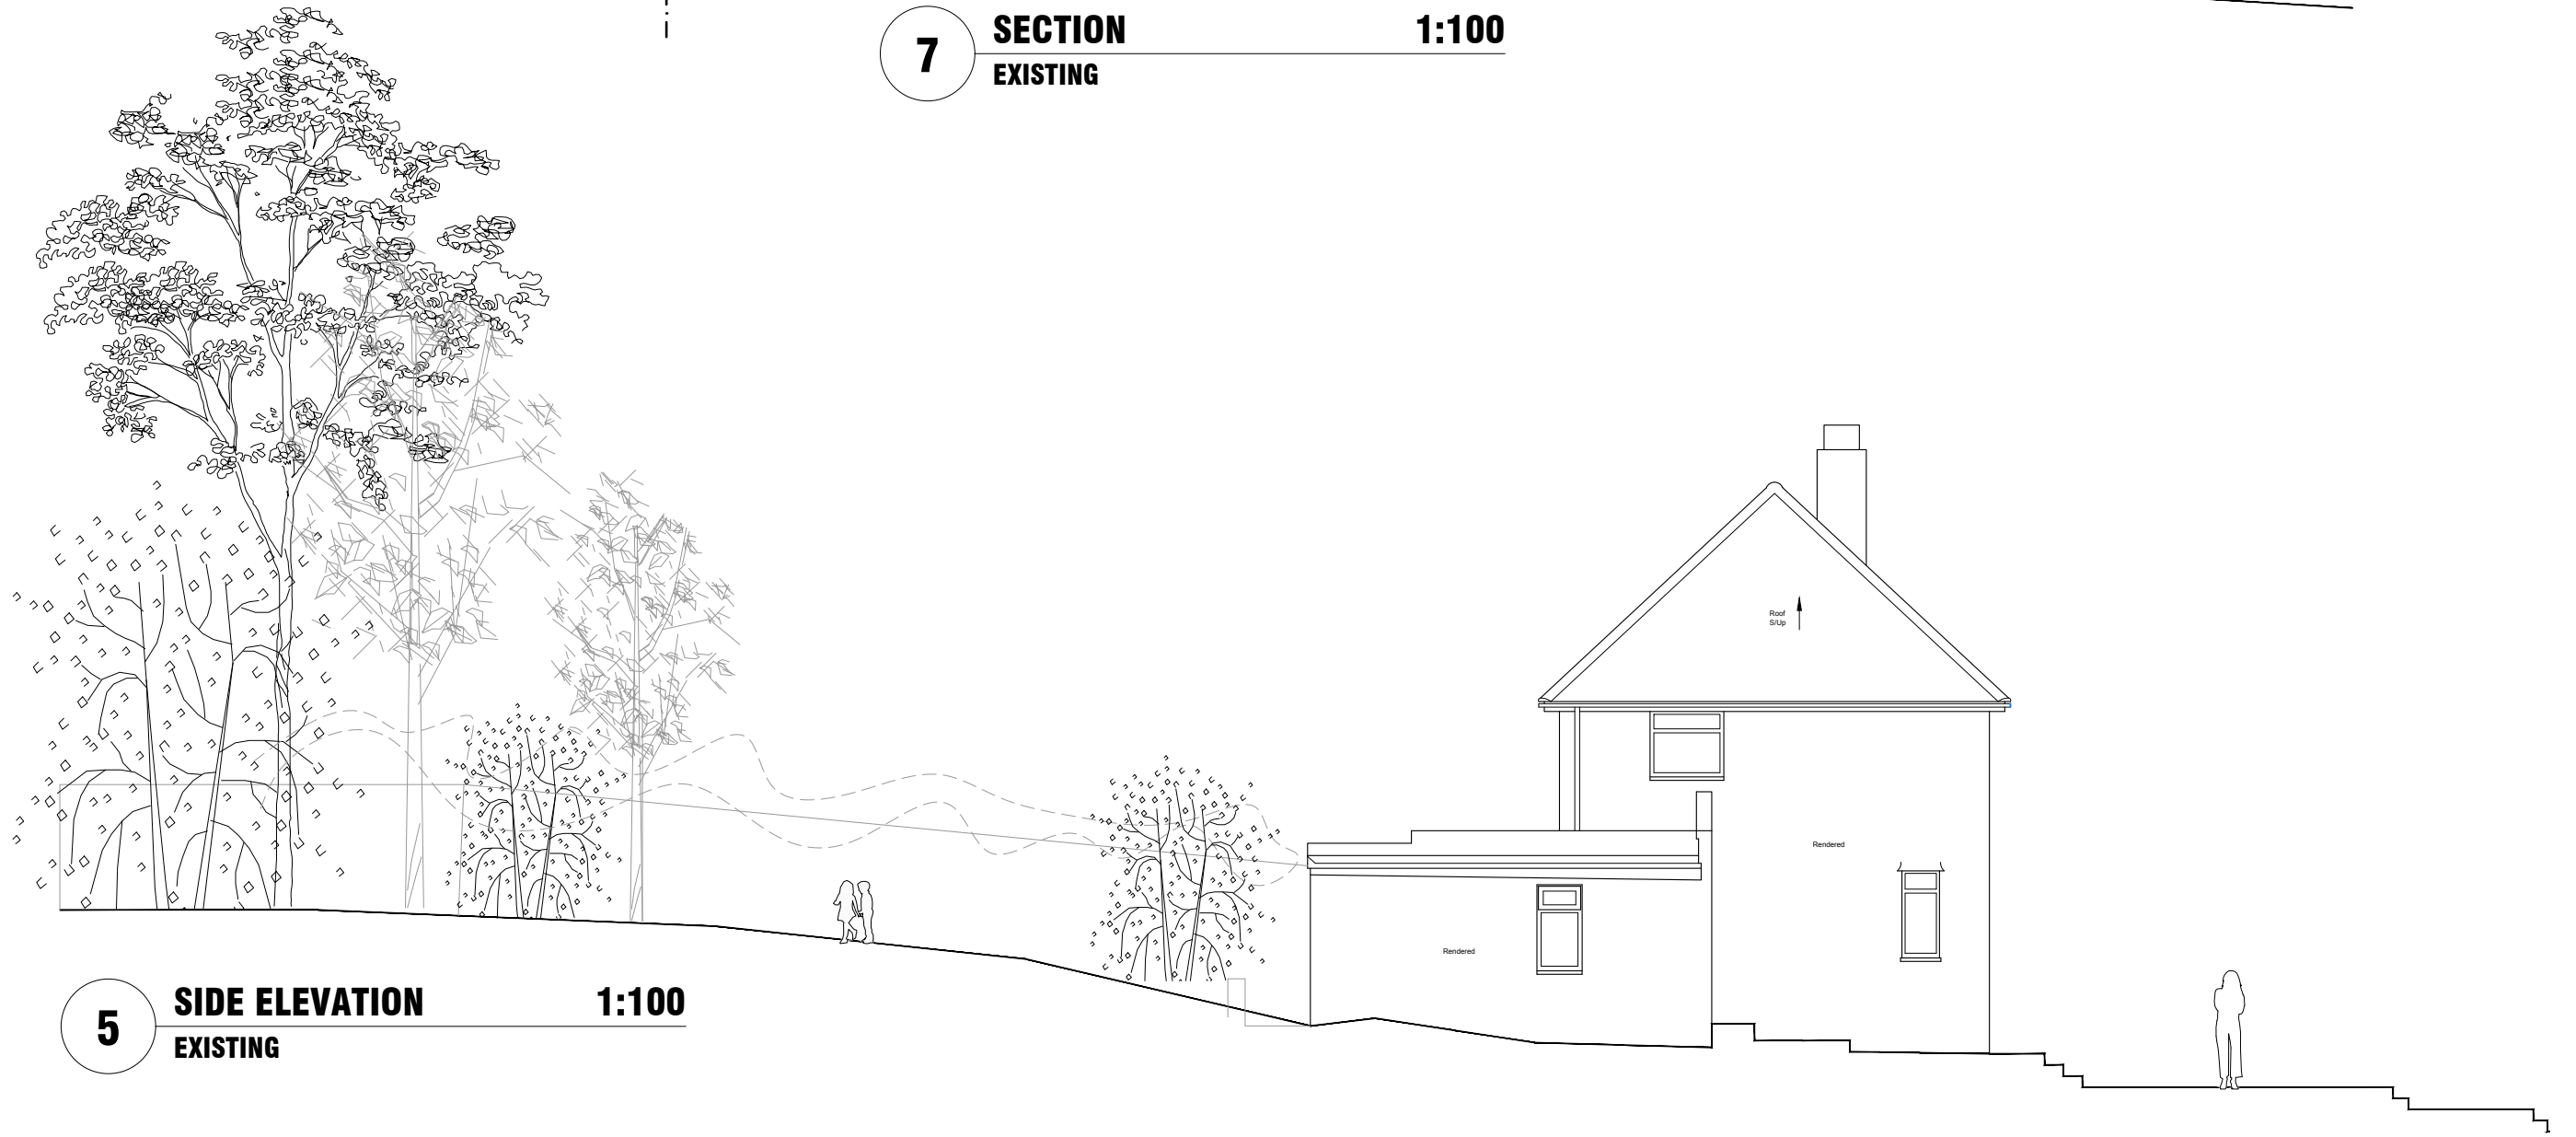 7
SECTION 1:100
EXISTING
Roof
S/Up
Rendered
Rendered
5
SIDE ELEVATION 1:100
EXISTING